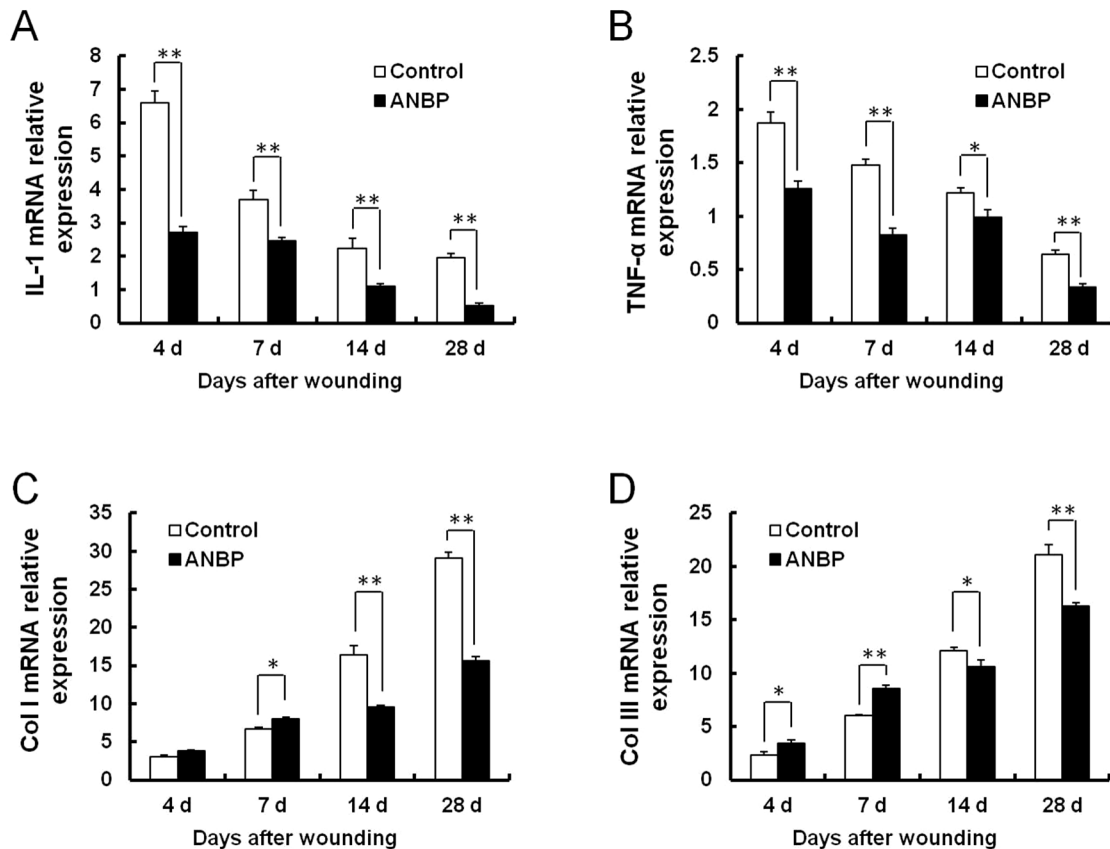 A
IL-1 mRNA relative
expression
8
7
6
5
4
3
2
1
0
**
**
**
**
Control
ANBP
4 d 7 d 14 d 28 d
Days after wounding
B
TNF-α mRNA relative
expression
2.5
2
1.5
1
0.5
0
**
**
*
**
Control
ANBP
4 d 7 d 14 d 28 d
Days after wounding
C
Col I mRNA relative
expression
35
30
25
20
15
10
5
0
Control
ANBP
*
**
**
4 d 7 d 14 d 28 d
Days after wounding
D
Col III mRNA relative
expression
25
20
15
10
5
0
Control
ANBP
*
**
*
**
4 d 7 d 14 d 28 d
Days after wounding